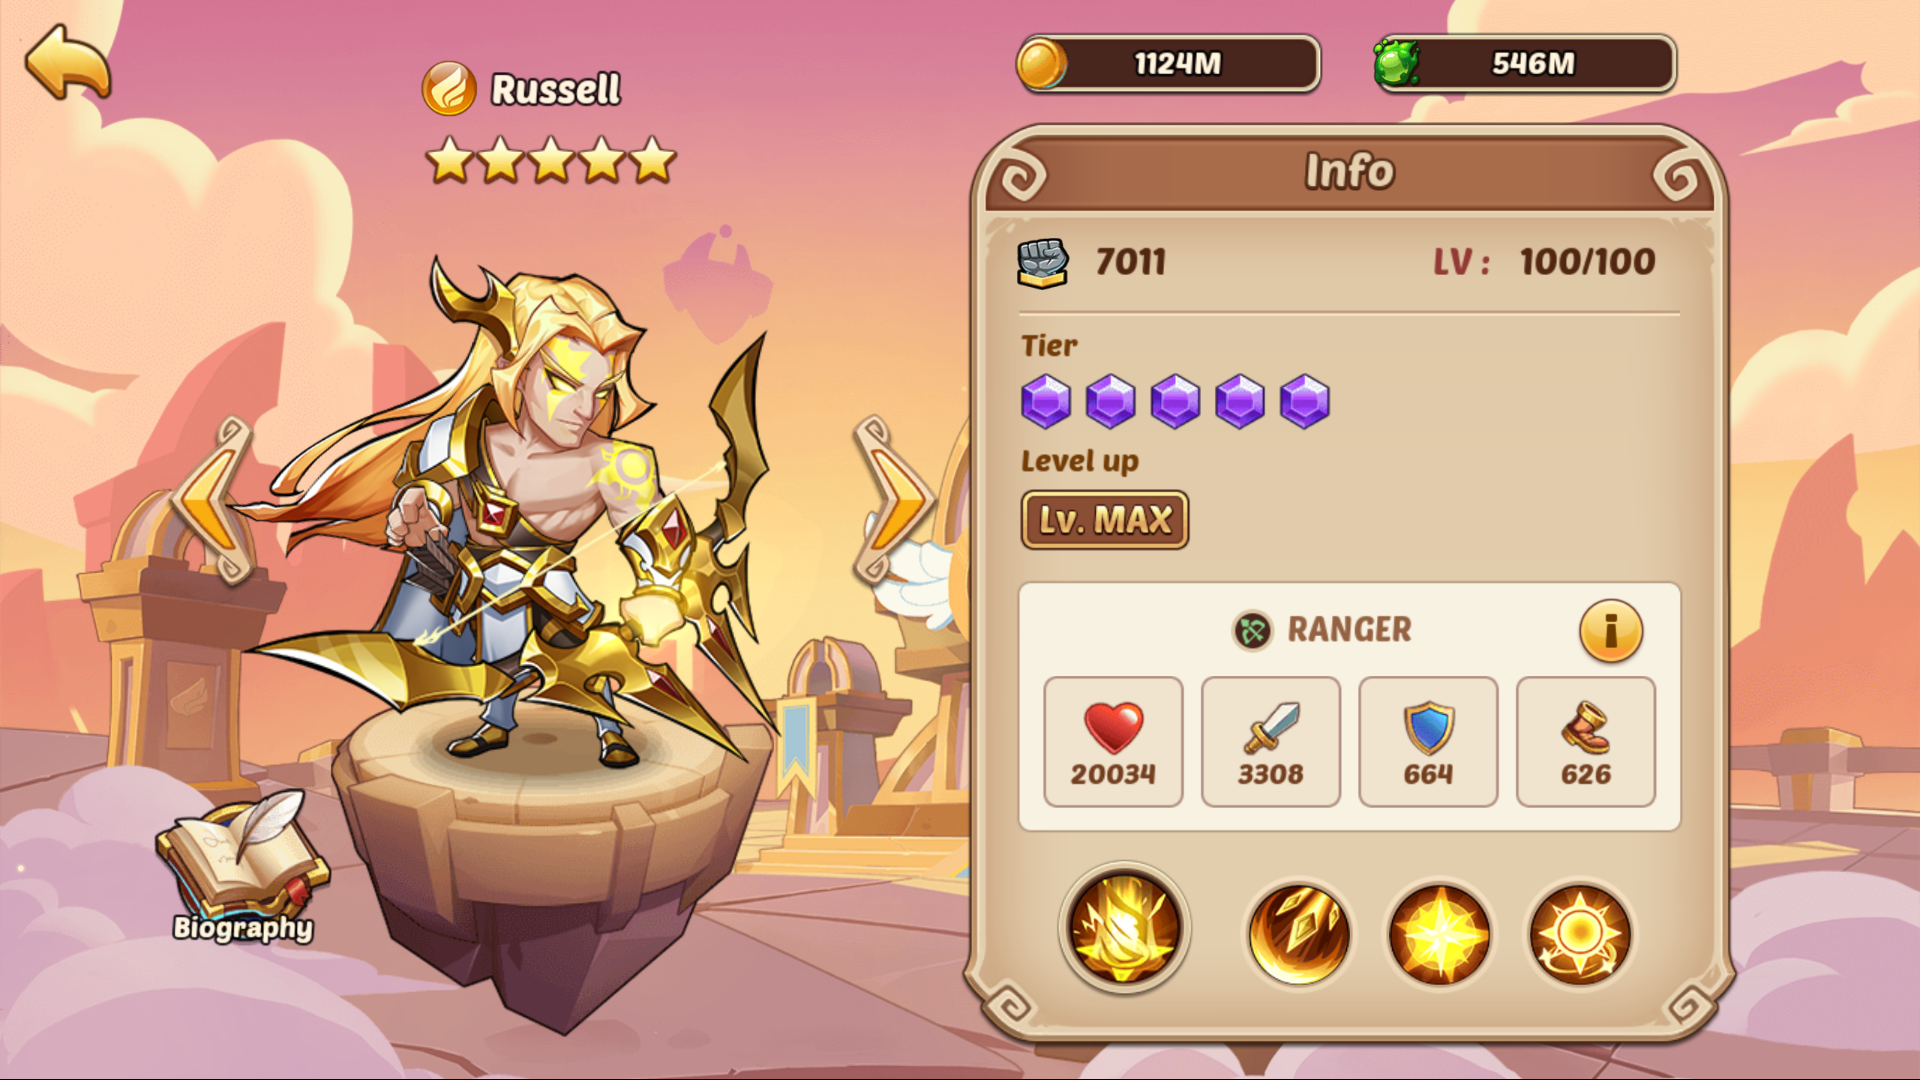 Russell
1124M
546M
Info
7011
LV : 100/100
Tier
Level up
Lv. MAX
RANGER
20034
3308
664
626
Biography